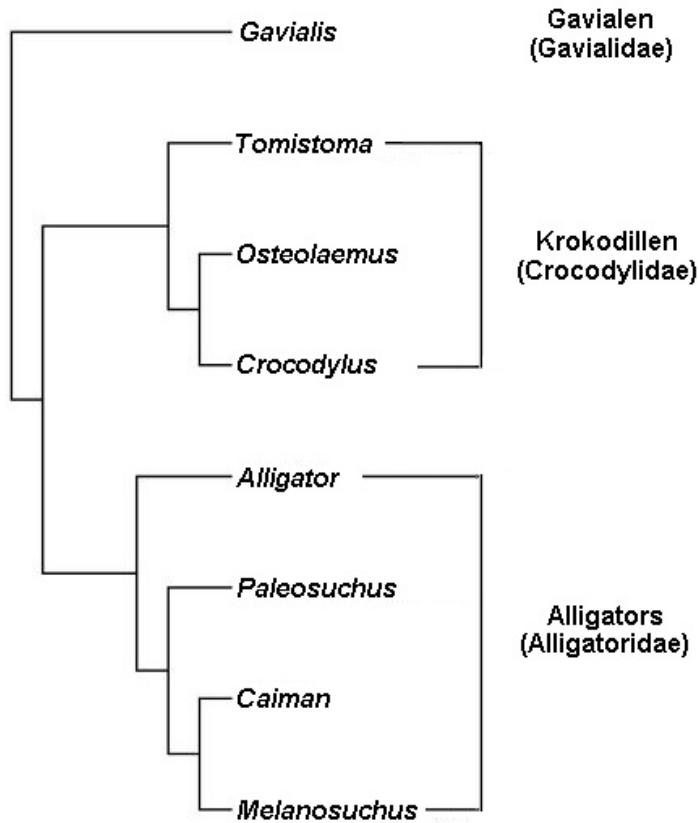 Gavialis
Gavialen
(Gavialidae)
Tomistoma
Osteolaemus
Krokodillen
(Crocodylidae)
Crocodylus
Alligator
Paleosuchus
Alligators
(Alligatoridae)
Caiman
Melanosuchus